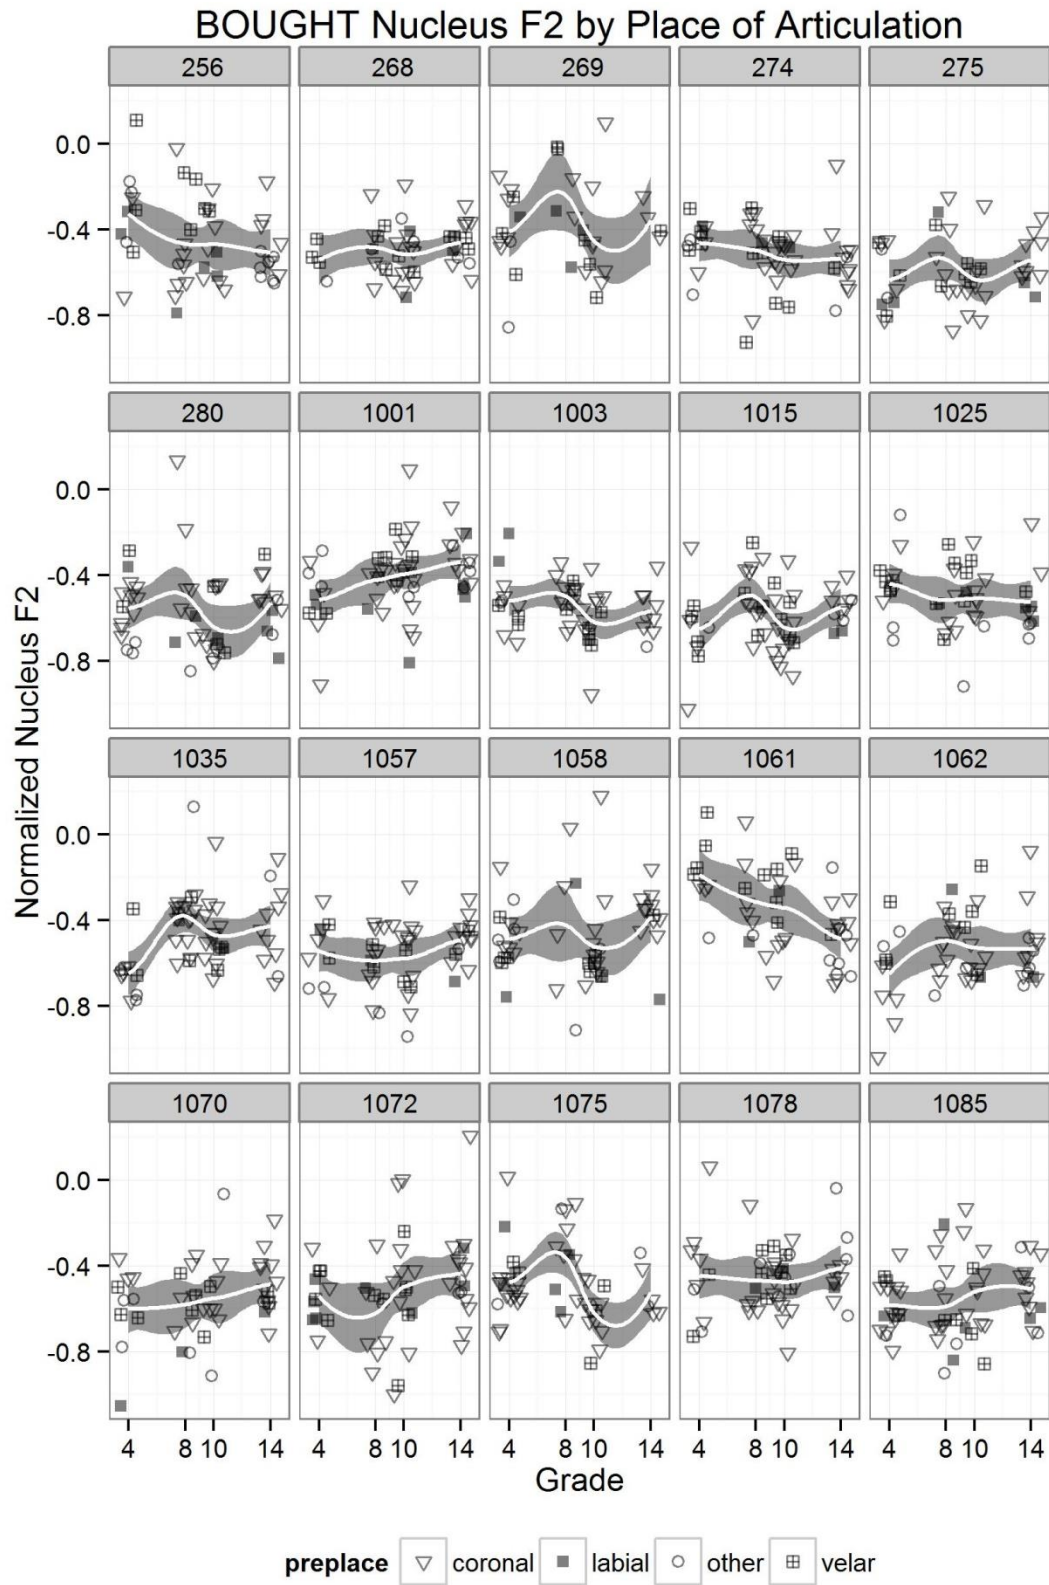 BOUGHT Nucleus F2 by Place of Articulation
256 268 269 274 275
0.0
-0.4
-0.8
280 1001 1003 1015 1025
0.0
-0.4
-0.8
1035 1057 1058 1061 1062
0.0
-0.4
-0.8
1070 1072 1075 1078 1085
0.0
-0.4
-0.8
Normalized Nucleus F2
4 8 10 14 4 8 10 14 4 8 10 14 4 8 10 14 4 8 10 14
Grade
preplace coronal labial other velar